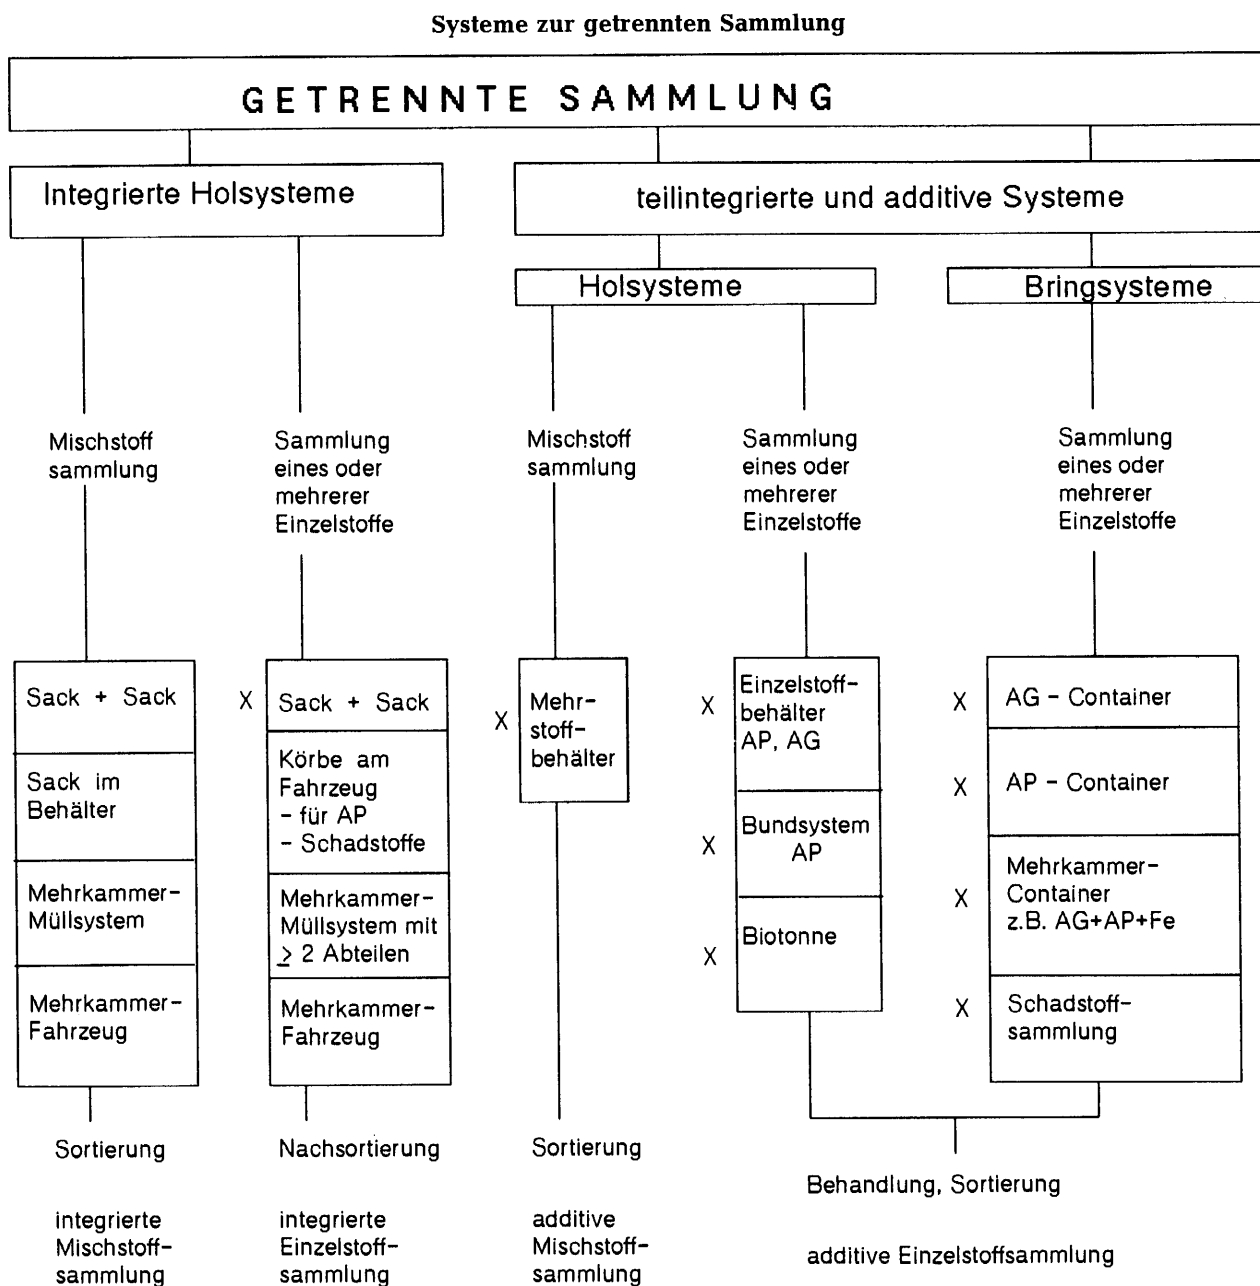 Systeme zur getrennten Sammlung
GETRENNTE SAMMLUNG
Integrierte Holsysteme
teilintegrierte und additive Systeme
Holsysteme
Bringsysteme
Mischstoff
sammlung
Sammlung
eines oder
mehrerer
Einzelstoffe
Mischstoff
sammlung
Sammlung
eines oder
mehrerer
Einzelstoffe
Sammlung
eines oder
mehrerer
Einzelstoffe
Sack + Sack
Sack im
Behälter
Mehrkammer-
Müllsystem
Mehrkammer-
Fahrzeug
X
Sack + Sack
Körbe am
Fahrzeug
- für AP
- Schadstoffe
Mehrkammer-
Müllsystem mit
≥ 2 Abteilen
Mehrkammer-
Fahrzeug
X
Mehr-
stoff-
behälter
X
Einzelstoff-
behälter
AP, AG
X
Bundsystem
AP
X
Biotonne
X
AG - Container
X
AP - Container
X
Mehrkammer-
Container
z.B. AG+AP+Fe
X
Schadstoff-
sammlung
Sortierung
Nachsortierung
Sortierung
Behandlung, Sortierung
integrierte
Mischstoff-
sammlung
integrierte
Einzelstoff-
sammlung
additive
Mischstoff-
sammlung
additive Einzelstoffsammlung